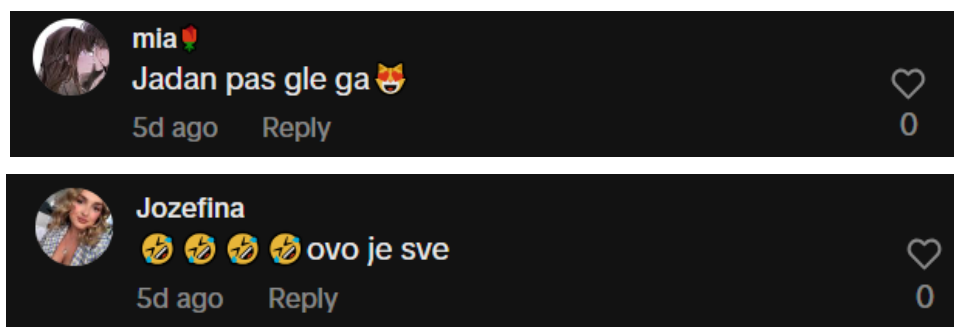 mia🌹
Jadan pas gle ga😻
5d ago Reply
0
Jozefina
🤣🤣🤣🤣ovo je sve
5d ago Reply
0